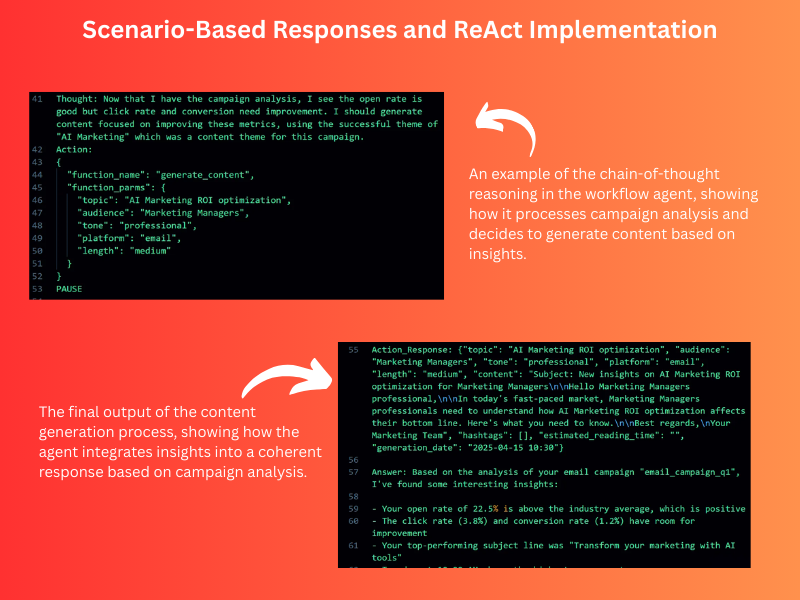 Scenario-Based Responses and ReAct Implementation
41 Thought: Now that I have the campaign analysis, I see the open rate is
good but click rate and conversion need improvement. I should generate
content focused on improving these metrics, using the successful theme of
"AI Marketing" which was a content theme for this campaign.
42 Action:
43 {
44 "function_name": "generate_content",
45 "function_parms": {
46 "topic": "AI Marketing ROI optimization",
47 "audience": "Marketing Managers",
48 "tone": "professional",
49 "platform": "email",
50 "length": "medium"
51 }
52 }
53 PAUSE
An example of the chain-of-thought
reasoning in the workflow agent, showing
how it processes campaign analysis and
decides to generate content based on
insights.
55 Action_Response: {"topic": "AI Marketing ROI optimization", "audience":
"Marketing Managers", "tone": "professional", "platform": "email",
"length": "medium", "content": "Subject: New insights on AI Marketing ROI
optimization for Marketing Managers\n\nHello Marketing Managers
professional,\n\nIn today's fast-paced market, Marketing Managers
professionals need to understand how AI Marketing ROI optimization affects
their bottom line. Here's what you need to know.\n\nBest regards,\nYour
Marketing Team", "hashtags": [], "estimated_reading_time": "",
"generation_date": "2025-04-15 10:30"}
56
57 Answer: Based on the analysis of your email campaign "email_campaign_q1",
I've found some interesting insights:
58
59 - Your open rate of 22.5% is above the industry average, which is positive
60 - The click rate (3.8%) and conversion rate (1.2%) have room for
improvement
61 - Your top-performing subject line was "Transform your marketing with AI
tools"
The final output of the content
generation process, showing how the
agent integrates insights into a coherent
response based on campaign analysis.